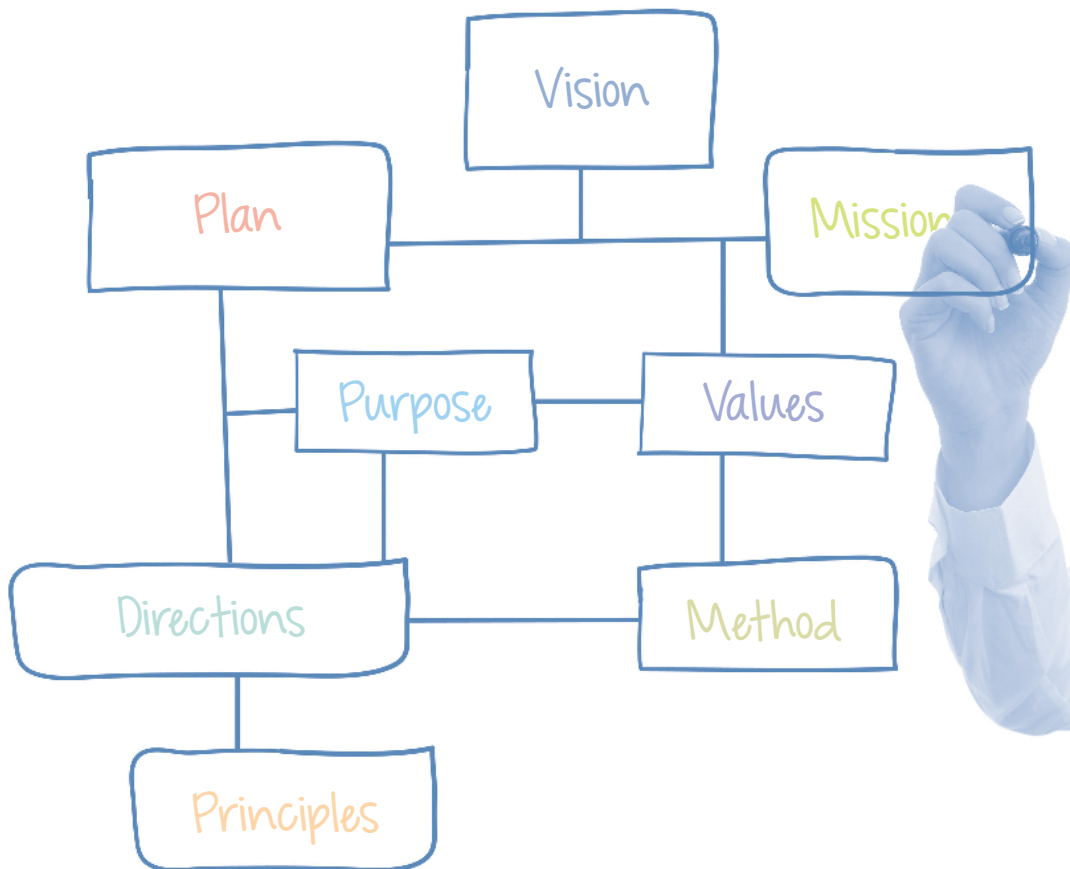 Vision
Plan
Mission
Purpose
Values
Directions
Method
Principles